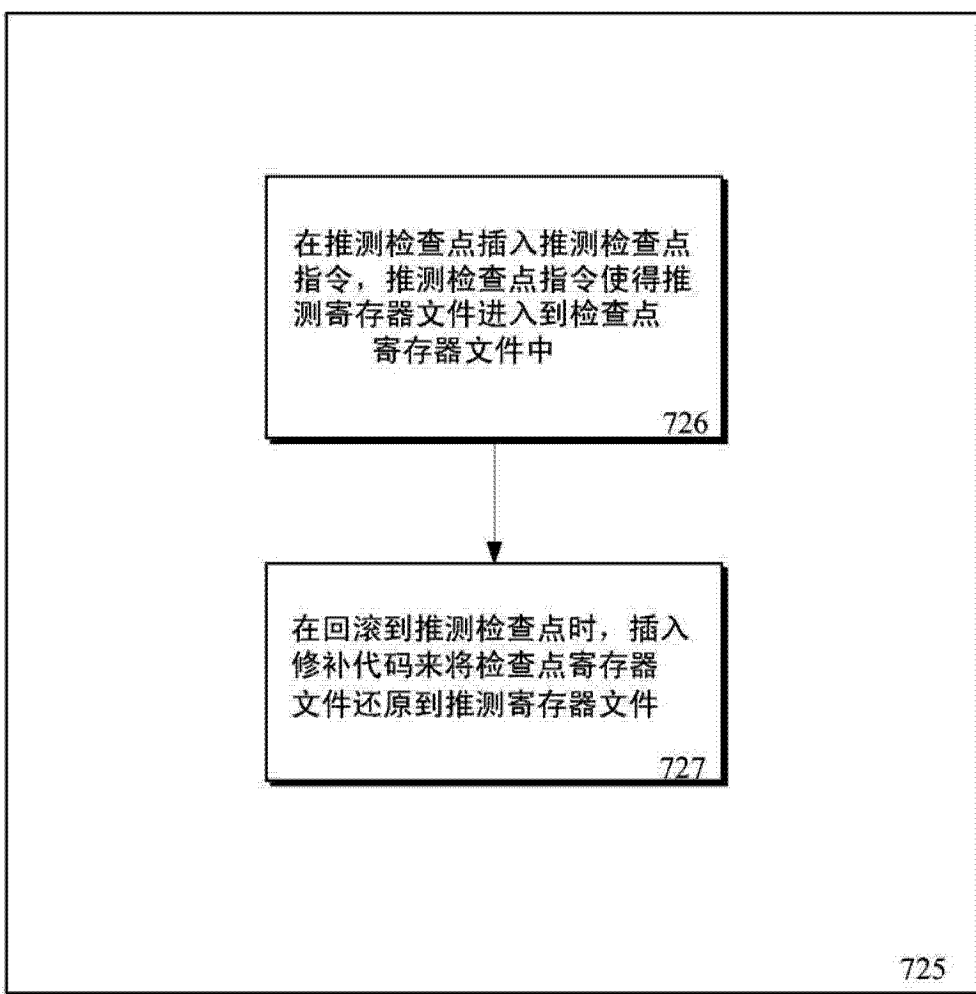 在推测检查点插入推测检查点
指令，推测检查点指令使得推
测寄存器文件进入到检查点
寄存器文件中
726
在回滚到推测检查点时，插入
修补代码来将检查点寄存器
文件还原到推测寄存器文件
727
725